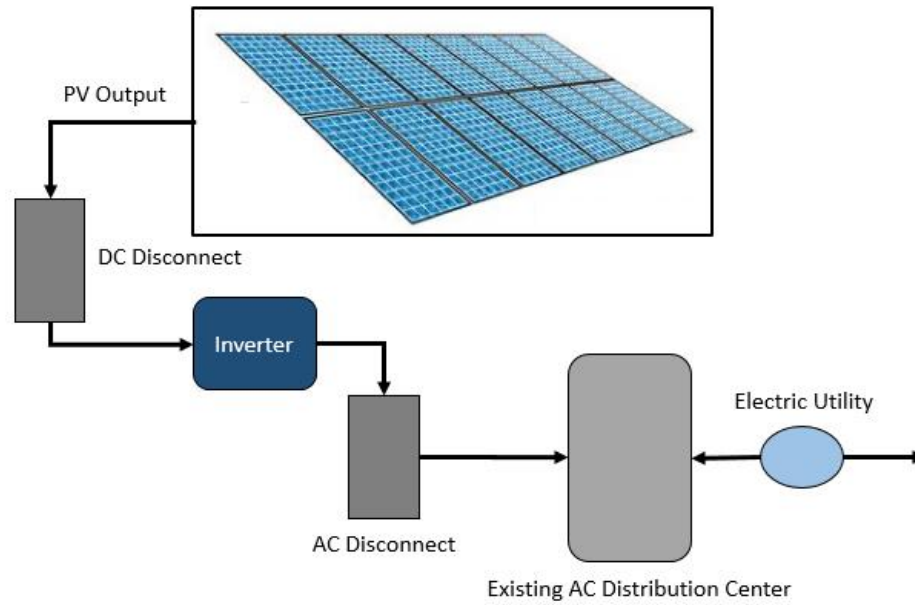 PV Output
DC Disconnect
Inverter
AC Disconnect
Existing AC Distribution Center
Electric Utility